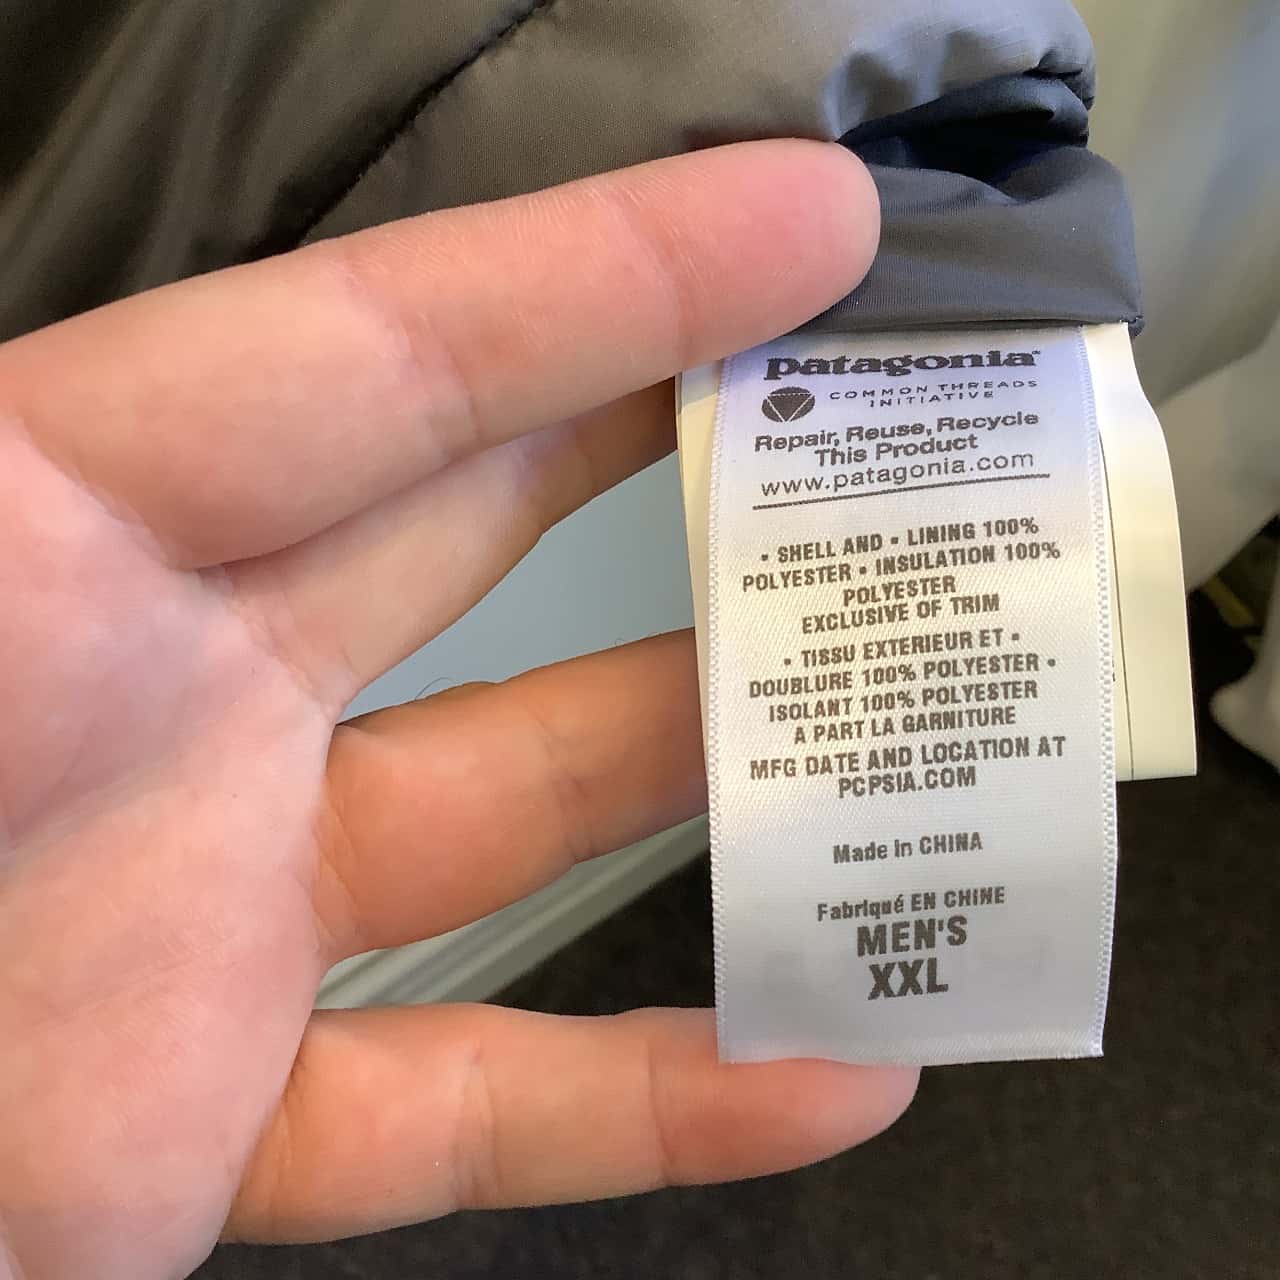 patagonia
COMMON THREADS
INITIATIVE
Repair, Reuse, Recycle
This Product
www.patagonia.com
• SHELL AND • LINING 100%
POLYESTER • INSULATION 100%
POLYESTER
EXCLUSIVE OF TRIM
• TISSU EXTERIEUR ET •
DOUBLURE 100% POLYESTER •
ISOLANT 100% POLYESTER
A PART LA GARNITURE
MFG DATE AND LOCATION AT
PCPSIA.COM
Made in CHINA
Fabriqué EN CHINE
MEN'S
XXL